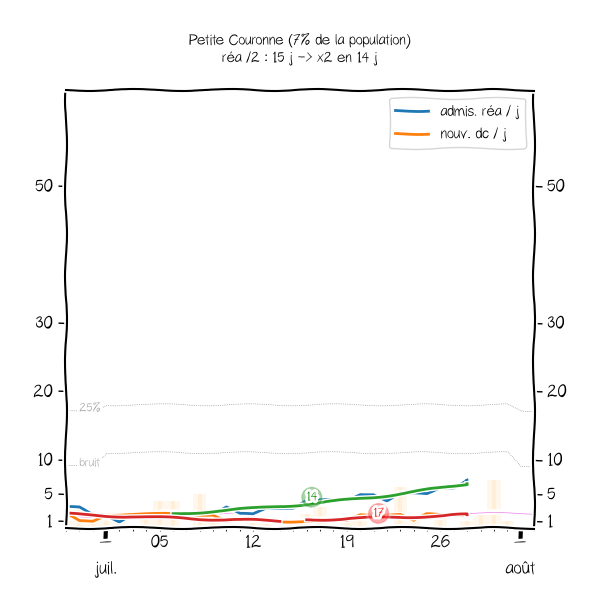 Petite Couronne (7% de la population)
réa /2 : 15 j -> x2 en 14 j
admis. réa / j
nouv. dc / j
50 50
30 30
20 20
25%
10 10
bruit
5 5
14
17
1 1
05 12 19 26
juil. août